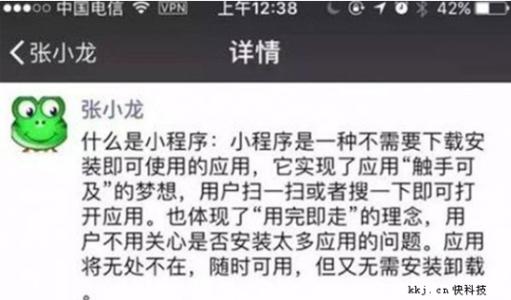 中国电信 VPN 上午12:38 42%
张小龙 详情
张小龙
什么是小程序：小程序是一种不需要下载安
装即可使用的应用，它实现了应用“触手可
及”的梦想，用户扫一扫或者搜一下即可打
开应用。也体现了“用完即走”的理念，用
户不用关心是否安装太多应用的问题。应用
将无处不在，随时可用，但又无需安装卸载
。
kkj.cn 快科技